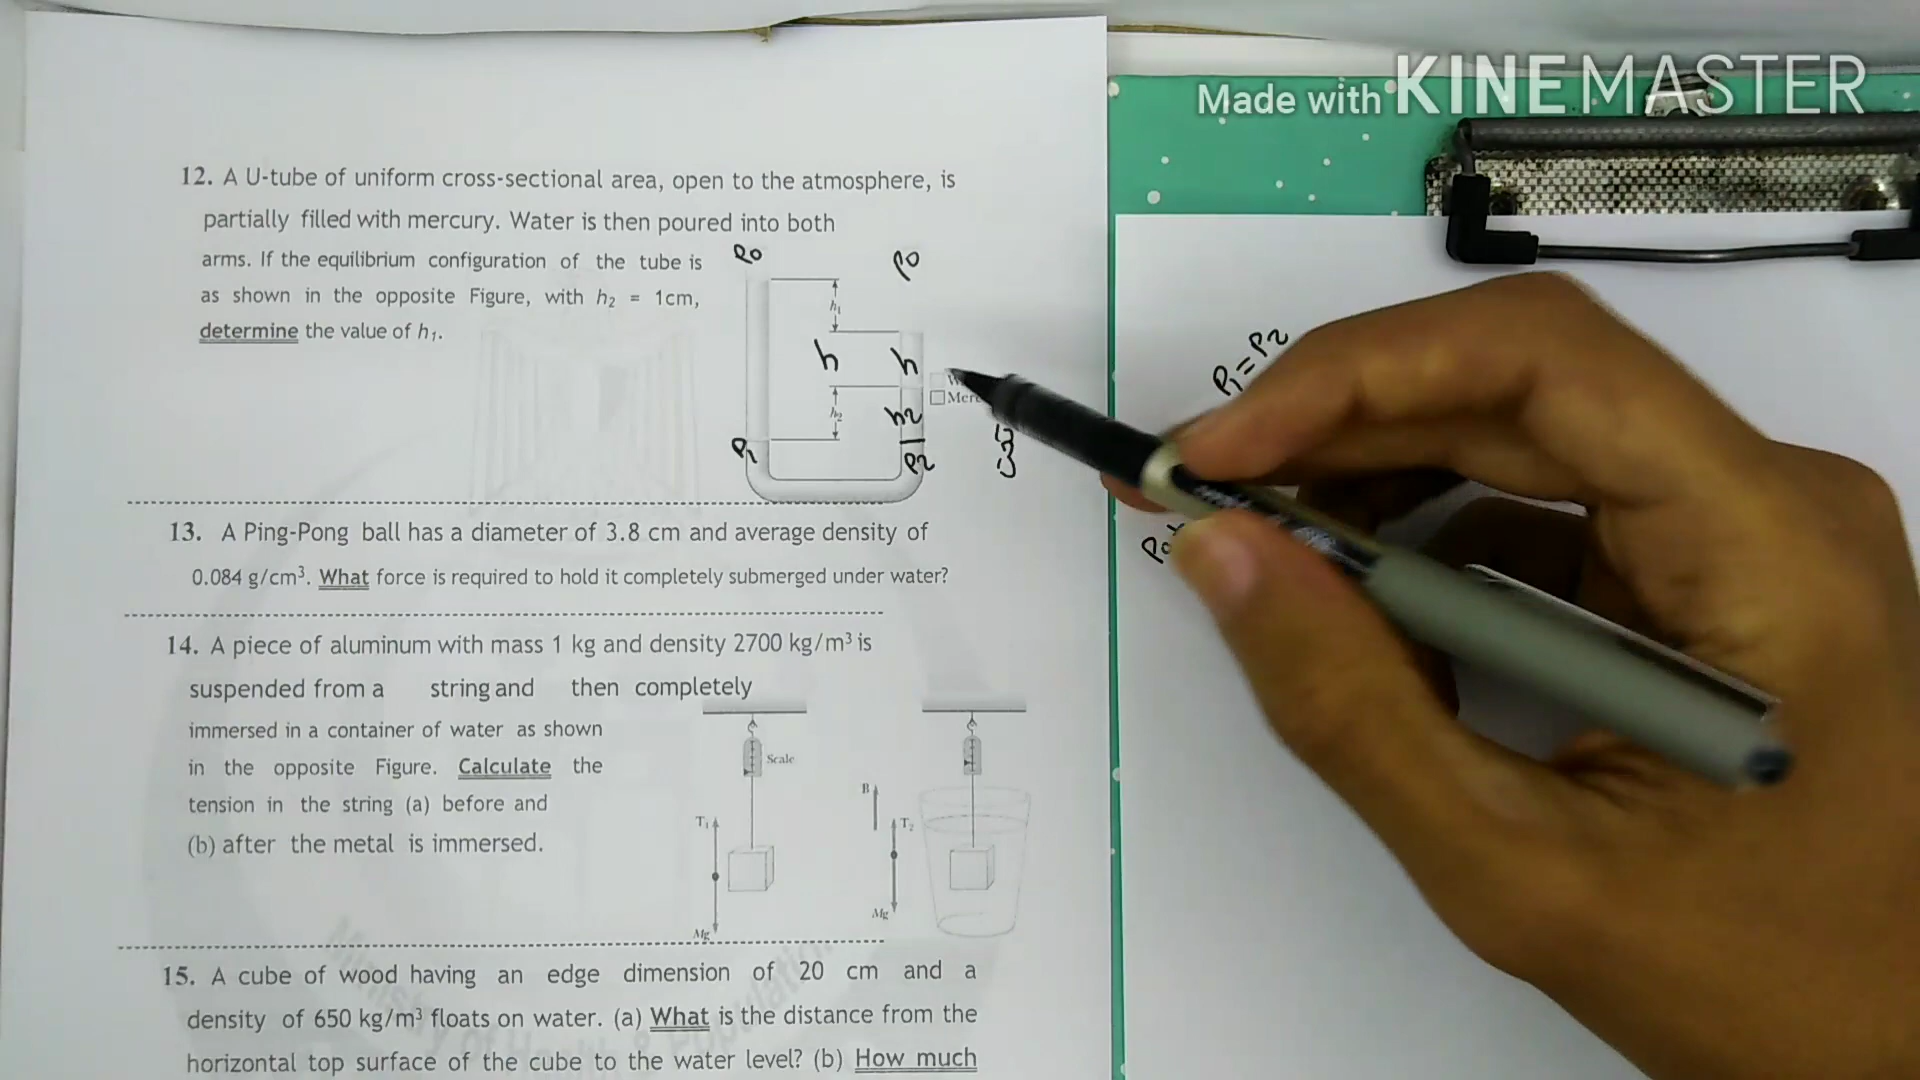 Made with KINEMASTER
12. A U-tube of uniform cross-sectional area, open to the atmosphere, is
partially filled with mercury. Water is then poured into both
arms. If the equilibrium configuration of the tube is
as shown in the opposite Figure, with h₂ = 1cm,
determine the value of h₁.
P0
P0
h₁
h
h
h₂
h2
P1
P2
P1=P2
13. A Ping-Pong ball has a diameter of 3.8 cm and average density of
0.084 g/cm³. What force is required to hold it completely submerged under water?
14. A piece of aluminum with mass 1 kg and density 2700 kg/m³ is
suspended from a string and then completely
immersed in a container of water as shown
in the opposite Figure. Calculate the
tension in the string (a) before and
(b) after the metal is immersed.
Scale
T₁
Mg
B
T₂
Mg
15. A cube of wood having an edge dimension of 20 cm and a
density of 650 kg/m³ floats on water. (a) What is the distance from the
horizontal top surface of the cube to the water level? (b) How much